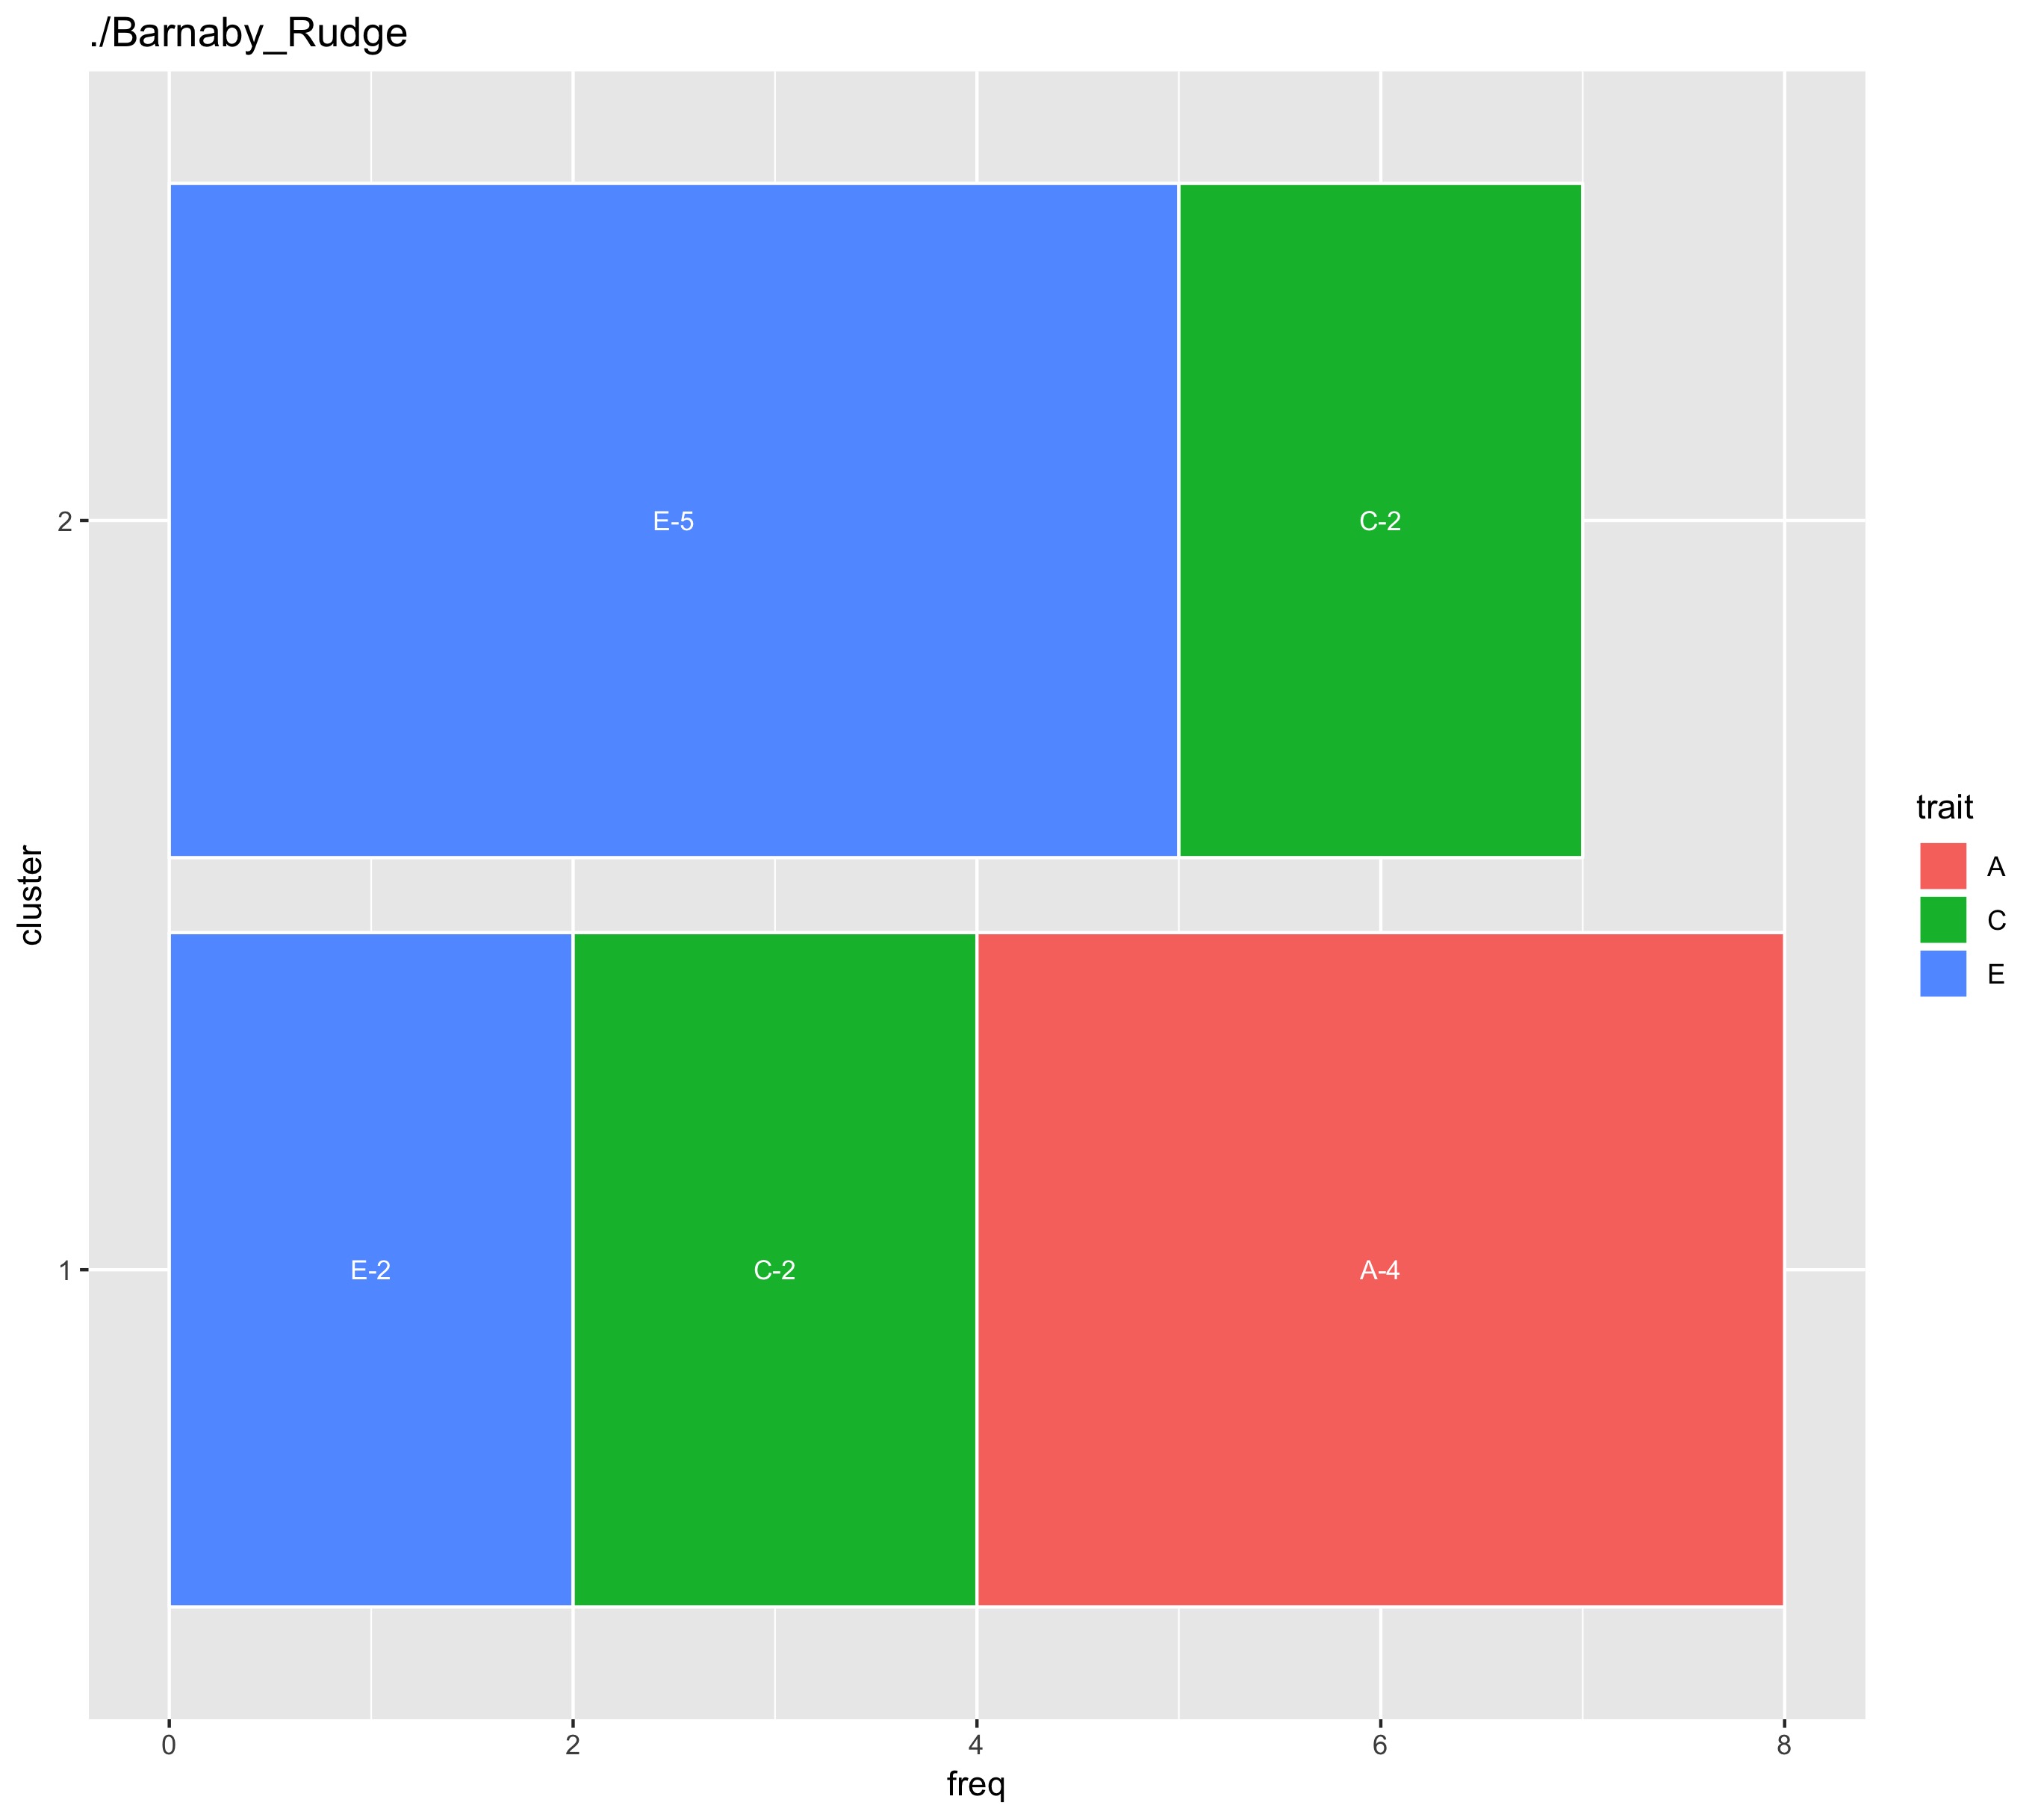 ./Barnaby_Rudge
E-5
C-2
2
E-2
C-2
A-4
1
cluster
0
2
4
6
8
freq
trait
A
C
E